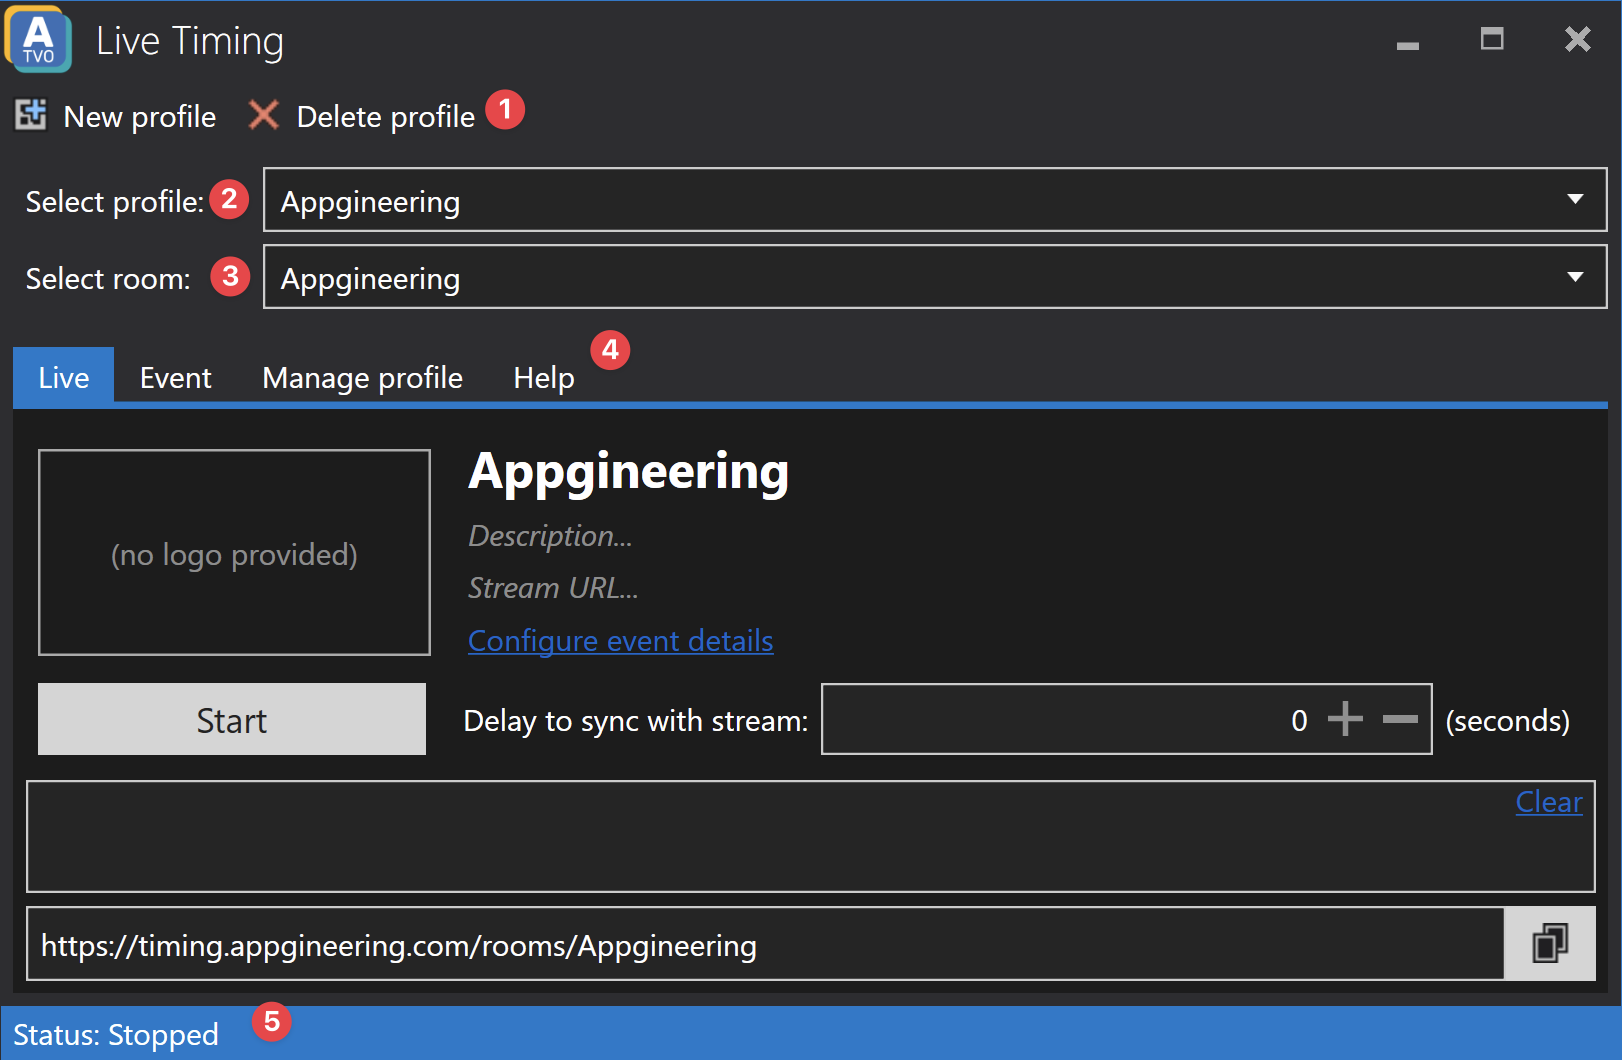 A
TVO
Live Timing
New profile Delete profile 1
Select profile: 2 Appgineering
Select room: 3 Appgineering
4
Live Event Manage profile Help
(no logo provided)
Appgineering
Description...
Stream URL...
Configure event details
Start Delay to sync with stream: 0 (seconds)
Clear
https://timing.appgineering.com/rooms/Appgineering
Status: Stopped 5